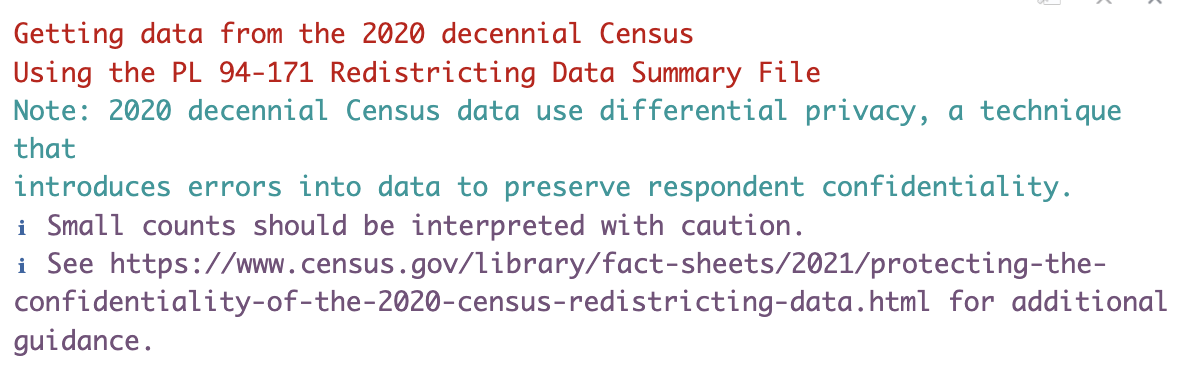 Getting data from the 2020 decennial Census
Using the PL 94-171 Redistricting Data Summary File
Note: 2020 decennial Census data use differential privacy, a technique
that
introduces errors into data to preserve respondent confidentiality.
ℹ Small counts should be interpreted with caution.
ℹ See https://www.census.gov/library/fact-sheets/2021/protecting-the-
confidentiality-of-the-2020-census-redistricting-data.html for additional
guidance.